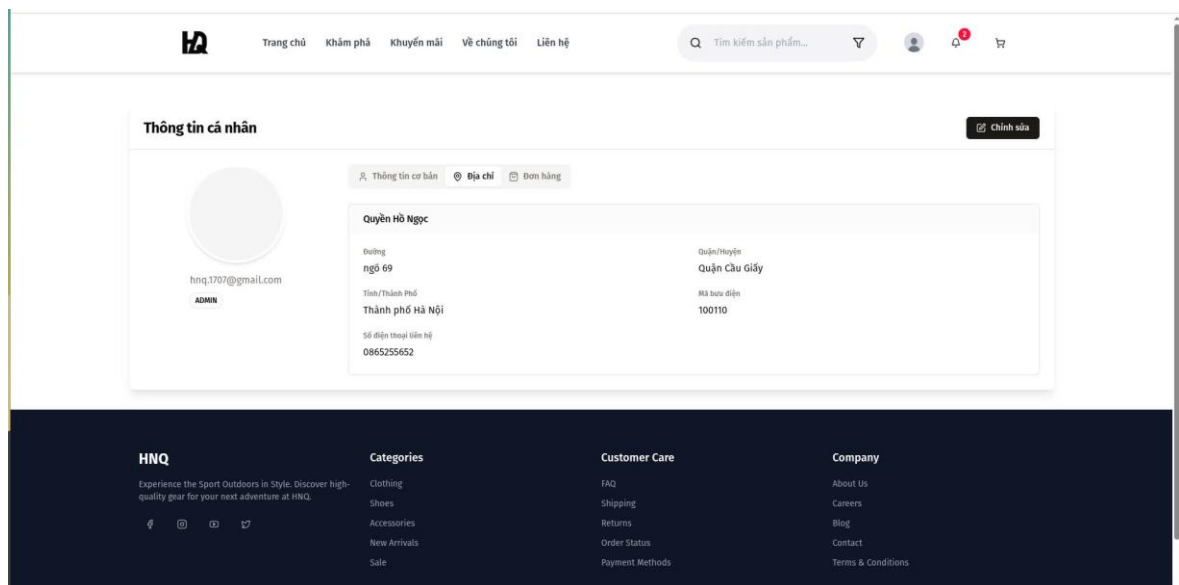 HQ
Trang chủ Khám phá Khuyến mãi Về chúng tôi Liên hệ
Tìm kiếm sản phẩm...
2
Thông tin cá nhân
Chỉnh sửa
Thông tin cơ bản Địa chỉ Đơn hàng
hnq.1707@gmail.com
ADMIN
Quyền Hồ Ngọc
Đường
ngõ 69
Quận/Huyện
Quận Cầu Giấy
Tỉnh/Thành Phố
Thành phố Hà Nội
Mã bưu điện
100110
Số điện thoại liên hệ
0865255652
HNQ
Experience the Sport Outdoors in Style. Discover high-
quality gear for your next adventure at HNQ.
Categories
Clothing
Shoes
Accessories
New Arrivals
Sale
Customer Care
FAQ
Shipping
Returns
Order Status
Payment Methods
Company
About Us
Careers
Blog
Contact
Terms & Conditions